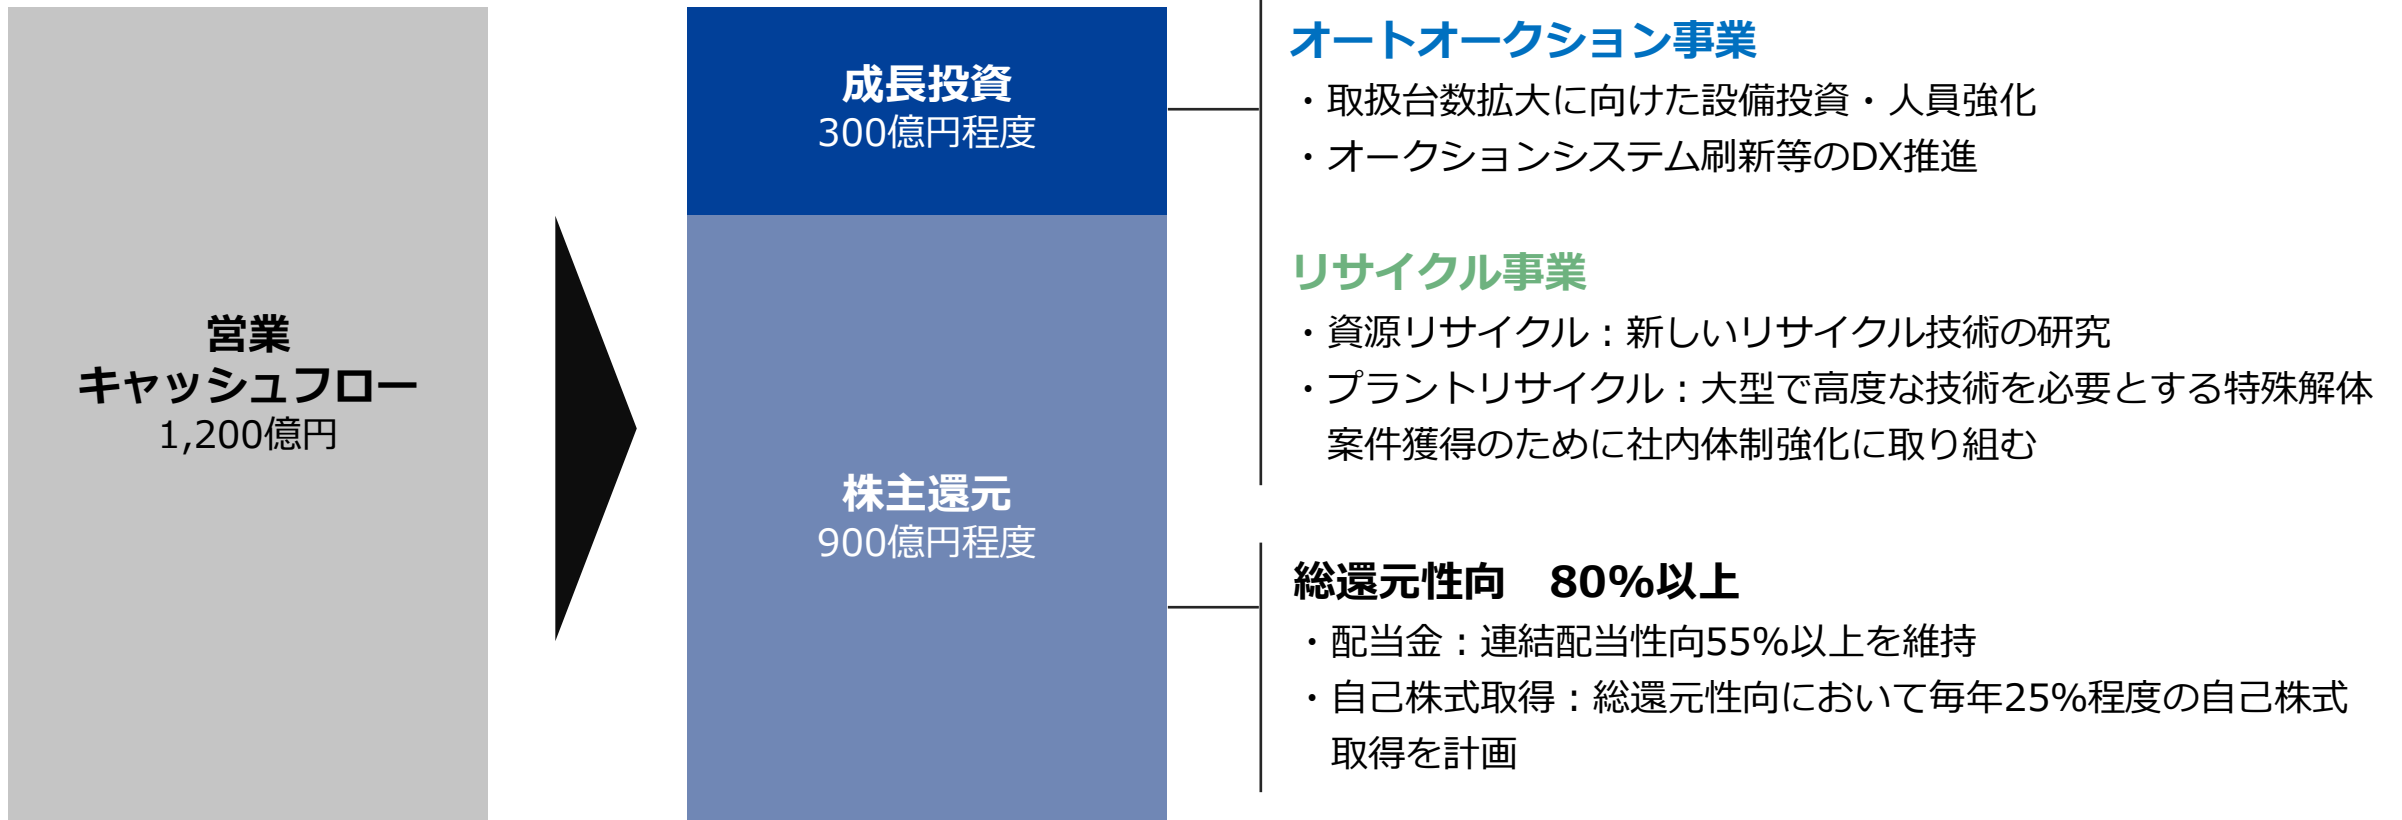 営業
キャッシュフロー
1,200億円
成長投資
300億円程度
株主還元
900億円程度
オートオークション事業
・取扱台数拡大に向けた設備投資・人員強化
・オークションシステム刷新等のDX推進
リサイクル事業
・資源リサイクル：新しいリサイクル技術の研究
・プラントリサイクル：大型で高度な技術を必要とする特殊解体
案件獲得のために社内体制強化に取り組む
総還元性向　80%以上
・配当金：連結配当性向55%以上を維持
・自己株式取得：総還元性向において毎年25%程度の自己株式
取得を計画